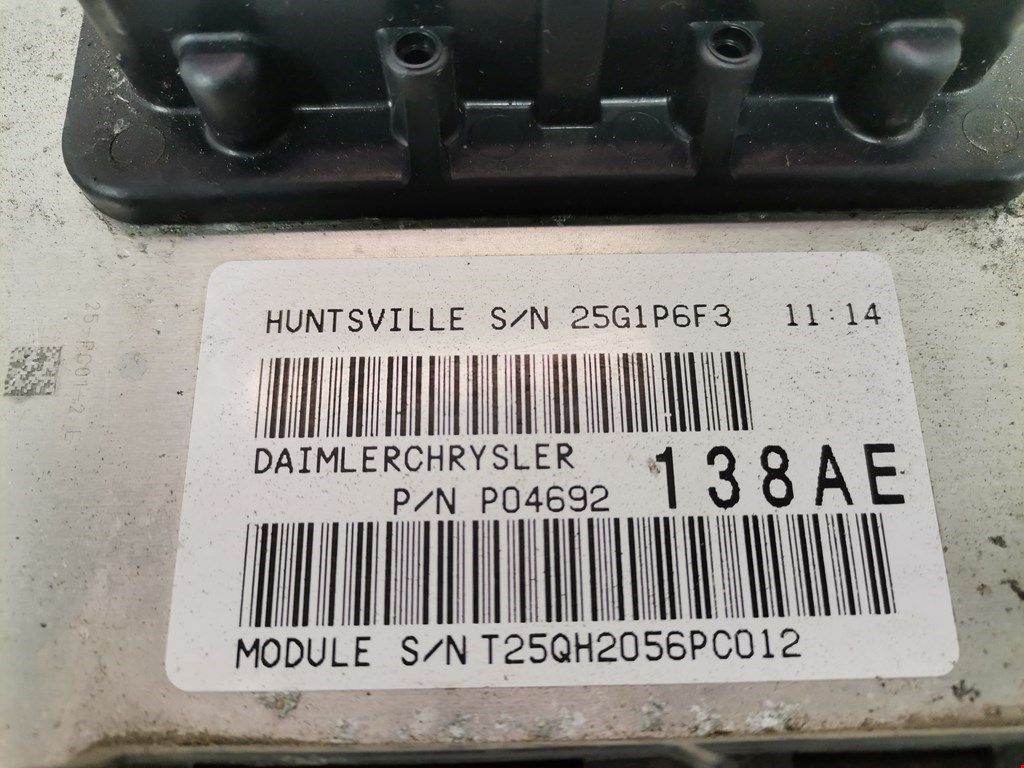 HUNTSVILLE S/N 25G1P6F3 11:14
DAIMLERCHRYSLER
P/N P04692 138AE
MODULE S/N T25QH2056PC012